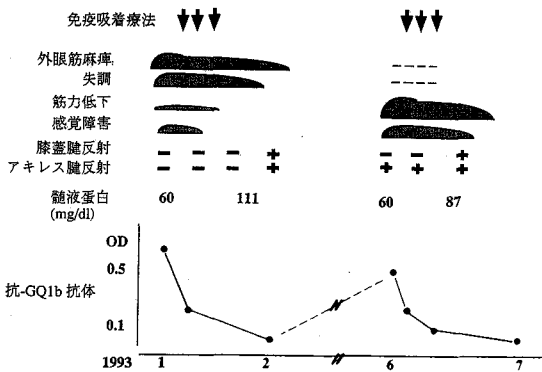 免疫吸着療法
外眼筋麻痺
失調
筋力低下
感覚障害
膝蓋腱反射 − − − + − − +
アキレス腱反射 − − − + + + +
髄液蛋白 60 111 60 87
(mg/dl)
OD
0.5
抗-GQ1b 抗体
0.1
1993 1 2 6 7